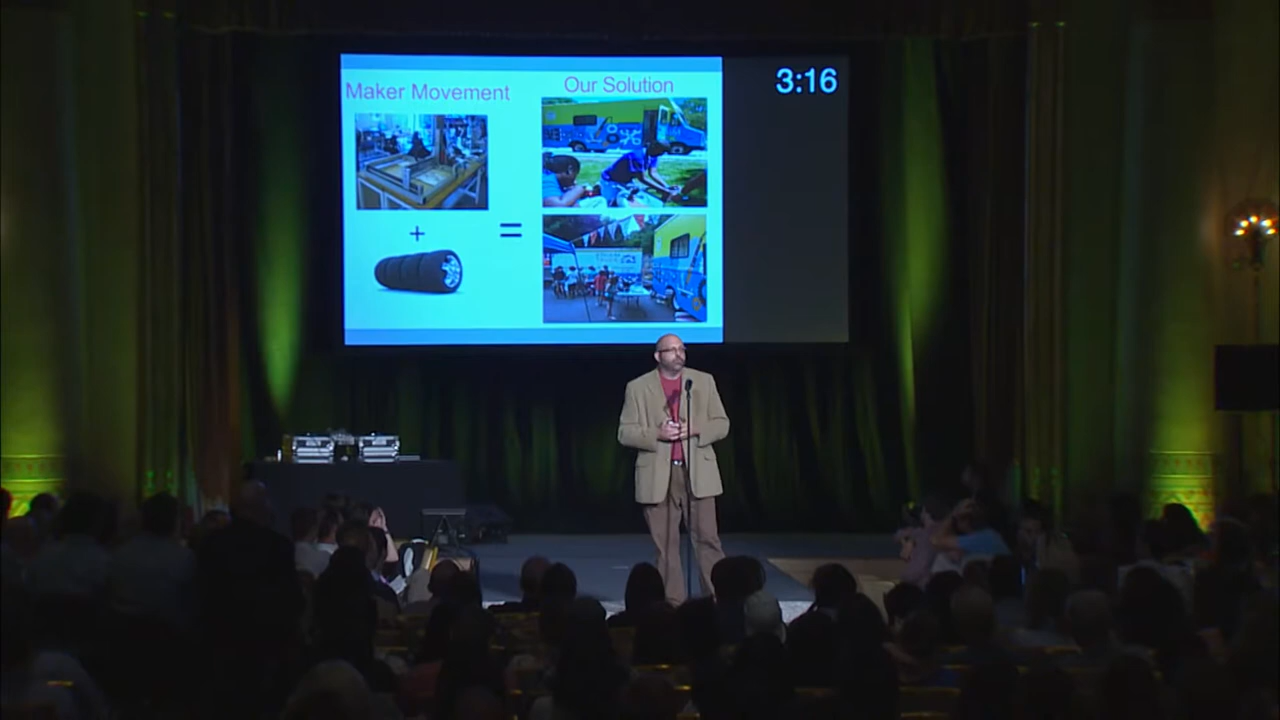 Maker Movement
Our Solution
3:16
+
=